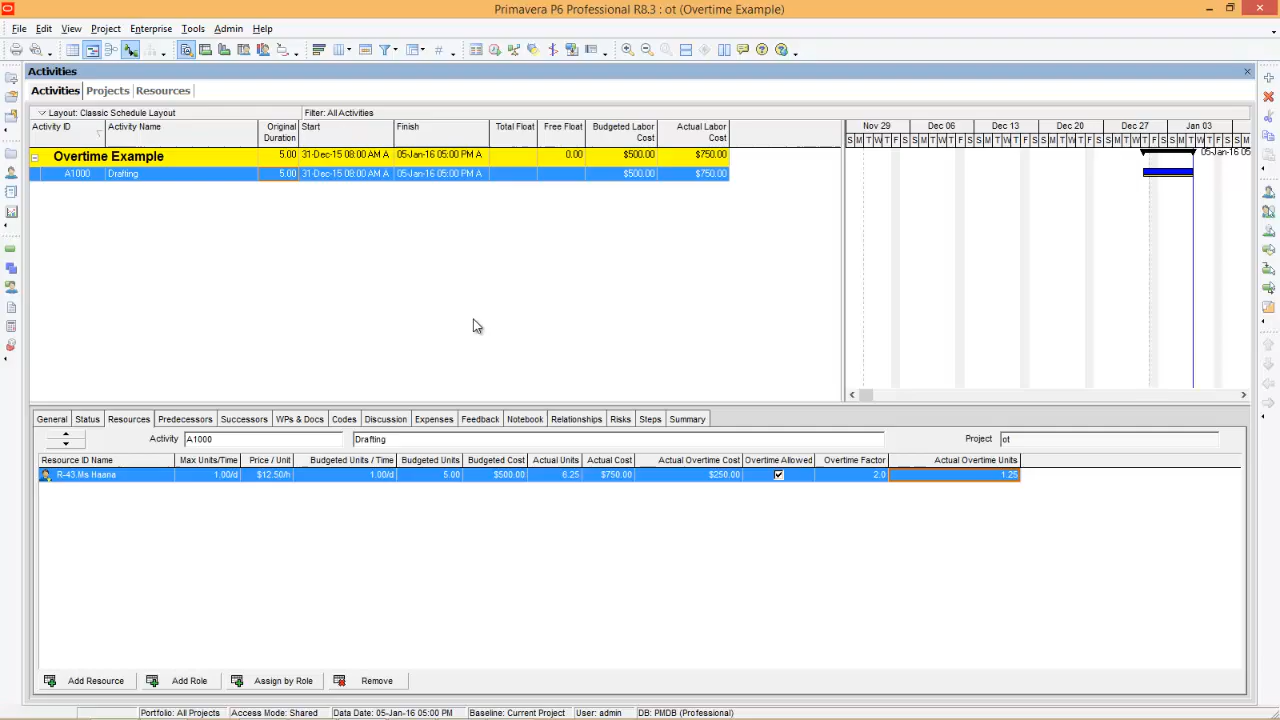 Primavera P6 Professional R8.3 : ot (Overtime Example)
File Edit View Project Enterprise Tools Admin Help
Activities
Activities Projects Resources
Layout: Classic Schedule Layout Filter: All Activities
Activity ID Activity Name Original Duration Start Finish Total Float Free Float Budgeted Labor Cost Actual Labor Cost
Nov 29 Dec 06 Dec 13 Dec 20 Dec 27 Jan 03
S M T W T F S S M T W T F S S M T W T F S S M T W T F S S M T W T F S S M T W T F S S M
Overtime Example 5.00 31-Dec-15 08:00 AM A 05-Jan-16 05:00 PM A 0.00 $500.00 $750.00 05-Jan-16 05
A1000 Drafting 5.00 31-Dec-15 08:00 AM A 05-Jan-16 05:00 PM A $500.00 $750.00
General Status Resources Predecessors Successors WPs & Docs Codes Discussion Expenses Feedback Notebook Relationships Risks Steps Summary
Activity A1000 Drafting Project ot
Resource ID Name Max Units/Time Price / Unit Budgeted Units / Time Budgeted Units Budgeted Cost Actual Units Actual Cost Actual Overtime Cost Overtime Allowed Overtime Factor Actual Overtime Units
R-43.Ms Haana 1.00/d $12.50/h 1.00/d 5.00 $500.00 6.25 $750.00 $250.00 2.0 1.25
Add Resource Add Role Assign by Role Remove
Portfolio: All Projects Access Mode: Shared Data Date: 05-Jan-16 05:00 PM Baseline: Current Project User: admin DB: PMDB (Professional)